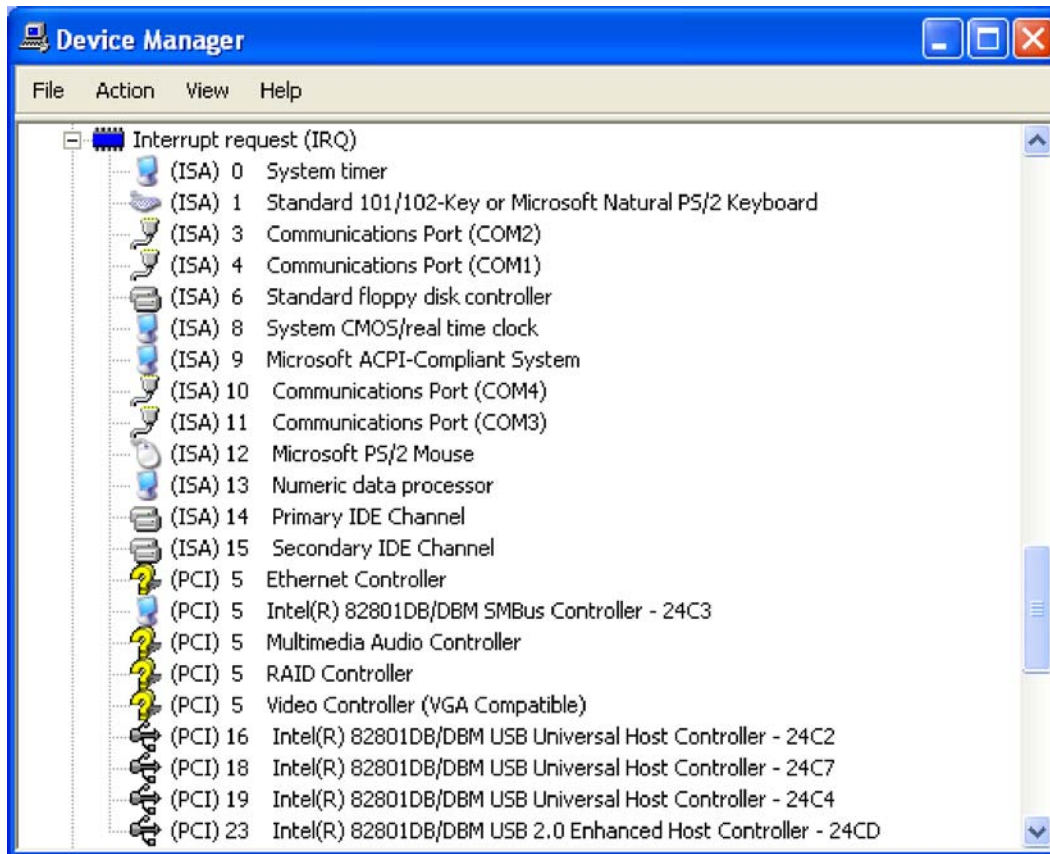 Device Manager
File Action View Help
Interrupt request (IRQ)
(ISA) 0 System timer
(ISA) 1 Standard 101/102-Key or Microsoft Natural PS/2 Keyboard
(ISA) 3 Communications Port (COM2)
(ISA) 4 Communications Port (COM1)
(ISA) 6 Standard floppy disk controller
(ISA) 8 System CMOS/real time clock
(ISA) 9 Microsoft ACPI-Compliant System
(ISA) 10 Communications Port (COM4)
(ISA) 11 Communications Port (COM3)
(ISA) 12 Microsoft PS/2 Mouse
(ISA) 13 Numeric data processor
(ISA) 14 Primary IDE Channel
(ISA) 15 Secondary IDE Channel
(PCI) 5 Ethernet Controller
(PCI) 5 Intel(R) 82801DB/DBM SMBus Controller - 24C3
(PCI) 5 Multimedia Audio Controller
(PCI) 5 RAID Controller
(PCI) 5 Video Controller (VGA Compatible)
(PCI) 16 Intel(R) 82801DB/DBM USB Universal Host Controller - 24C2
(PCI) 18 Intel(R) 82801DB/DBM USB Universal Host Controller - 24C7
(PCI) 19 Intel(R) 82801DB/DBM USB Universal Host Controller - 24C4
(PCI) 23 Intel(R) 82801DB/DBM USB 2.0 Enhanced Host Controller - 24CD